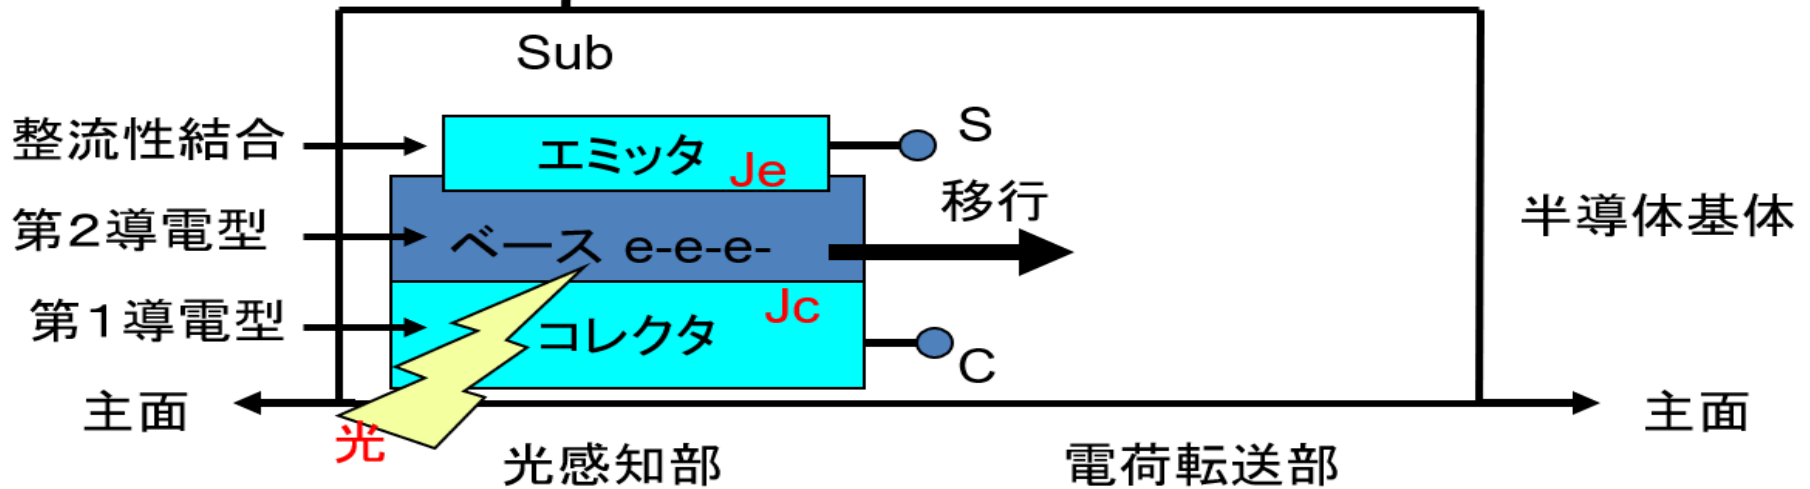 Sub
整流性結合
エミッタ Je
S
移行
第2導電型
ベース e-e-e-
半導体基体
第1導電型
コレクタ Jc
C
主面
主面
光
光感知部
電荷転送部